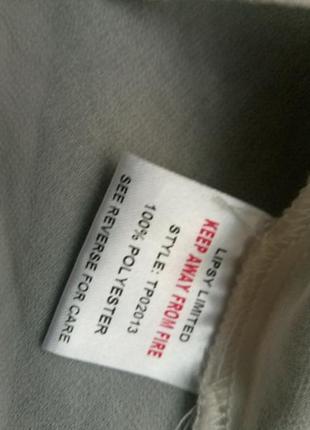 LIPSY LIMITED
KEEP AWAY FROM FIRE
STYLE: TP02013
100% POLYESTER
SEE REVERSE FOR CARE